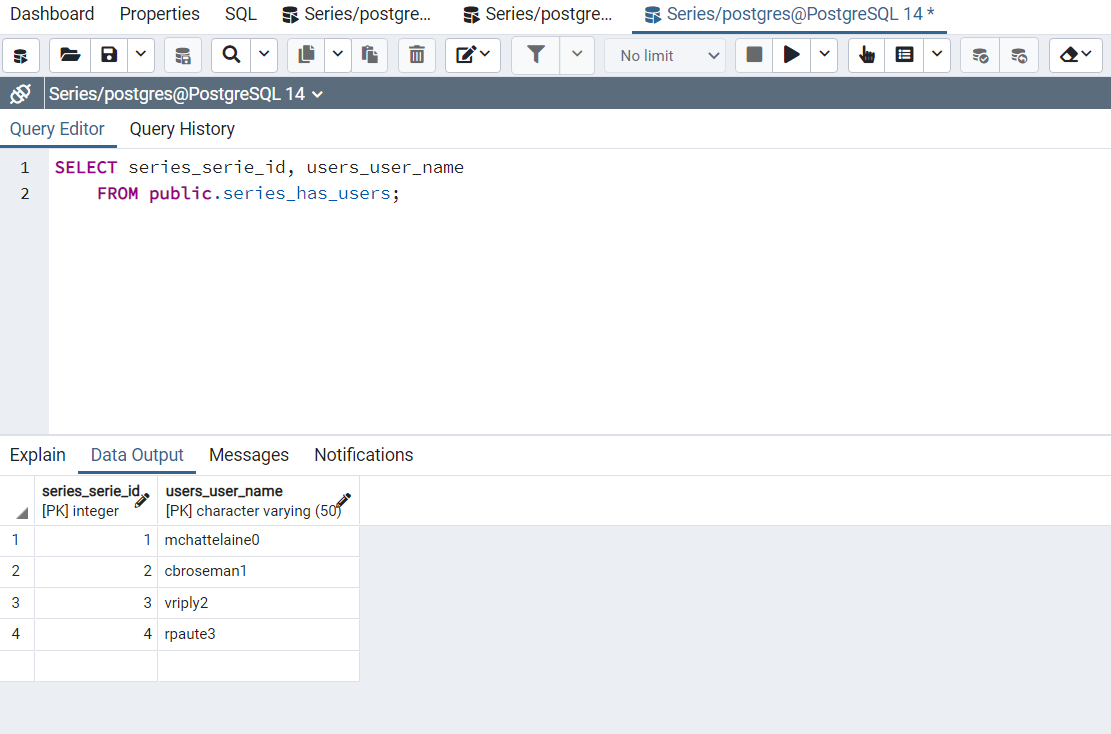 Dashboard Properties SQL Series/postgre... Series/postgre... Series/postgres@PostgreSQL 14 *
No limit
Series/postgres@PostgreSQL 14
Query Editor Query History
1 SELECT series_serie_id, users_user_name
2 FROM public.series_has_users;
Explain Data Output Messages Notifications
series_serie_id users_user_name
[PK] integer [PK] character varying (50)
1 1 mchattelaine0
2 2 cbroseman1
3 3 vriply2
4 4 rpaute3